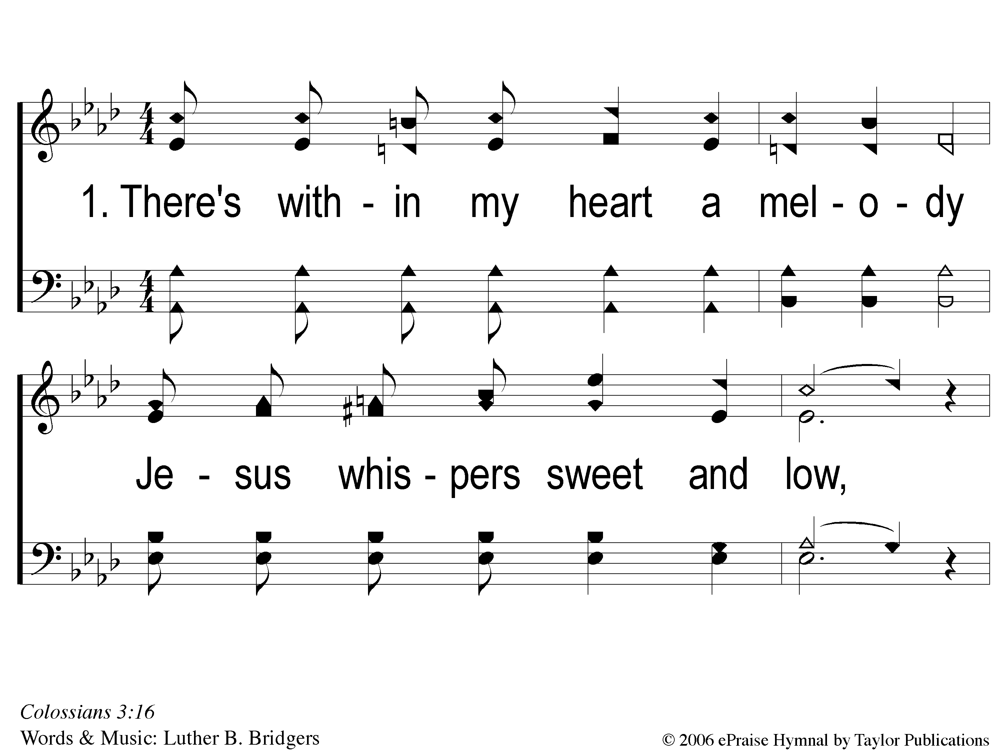 1. There's with - in my heart a mel - o - dy
Je - sus whis - pers sweet and low,
Colossians 3:16
Words & Music: Luther B. Bridgers
© 2006 ePraise Hymnal by Taylor Publications